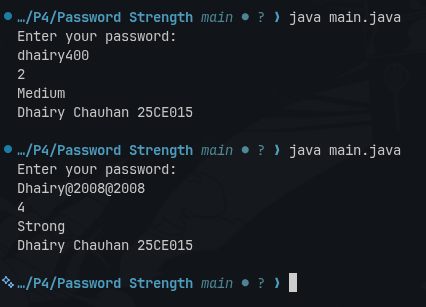 …/P4/Password Strength main ● ? ❱ java main.java
Enter your password:
dhairy400
2
Medium
Dhairy Chauhan 25CE015
…/P4/Password Strength main ● ? ❱ java main.java
Enter your password:
Dhairy@2008@2008
4
Strong
Dhairy Chauhan 25CE015
…/P4/Password Strength main ● ? ❱